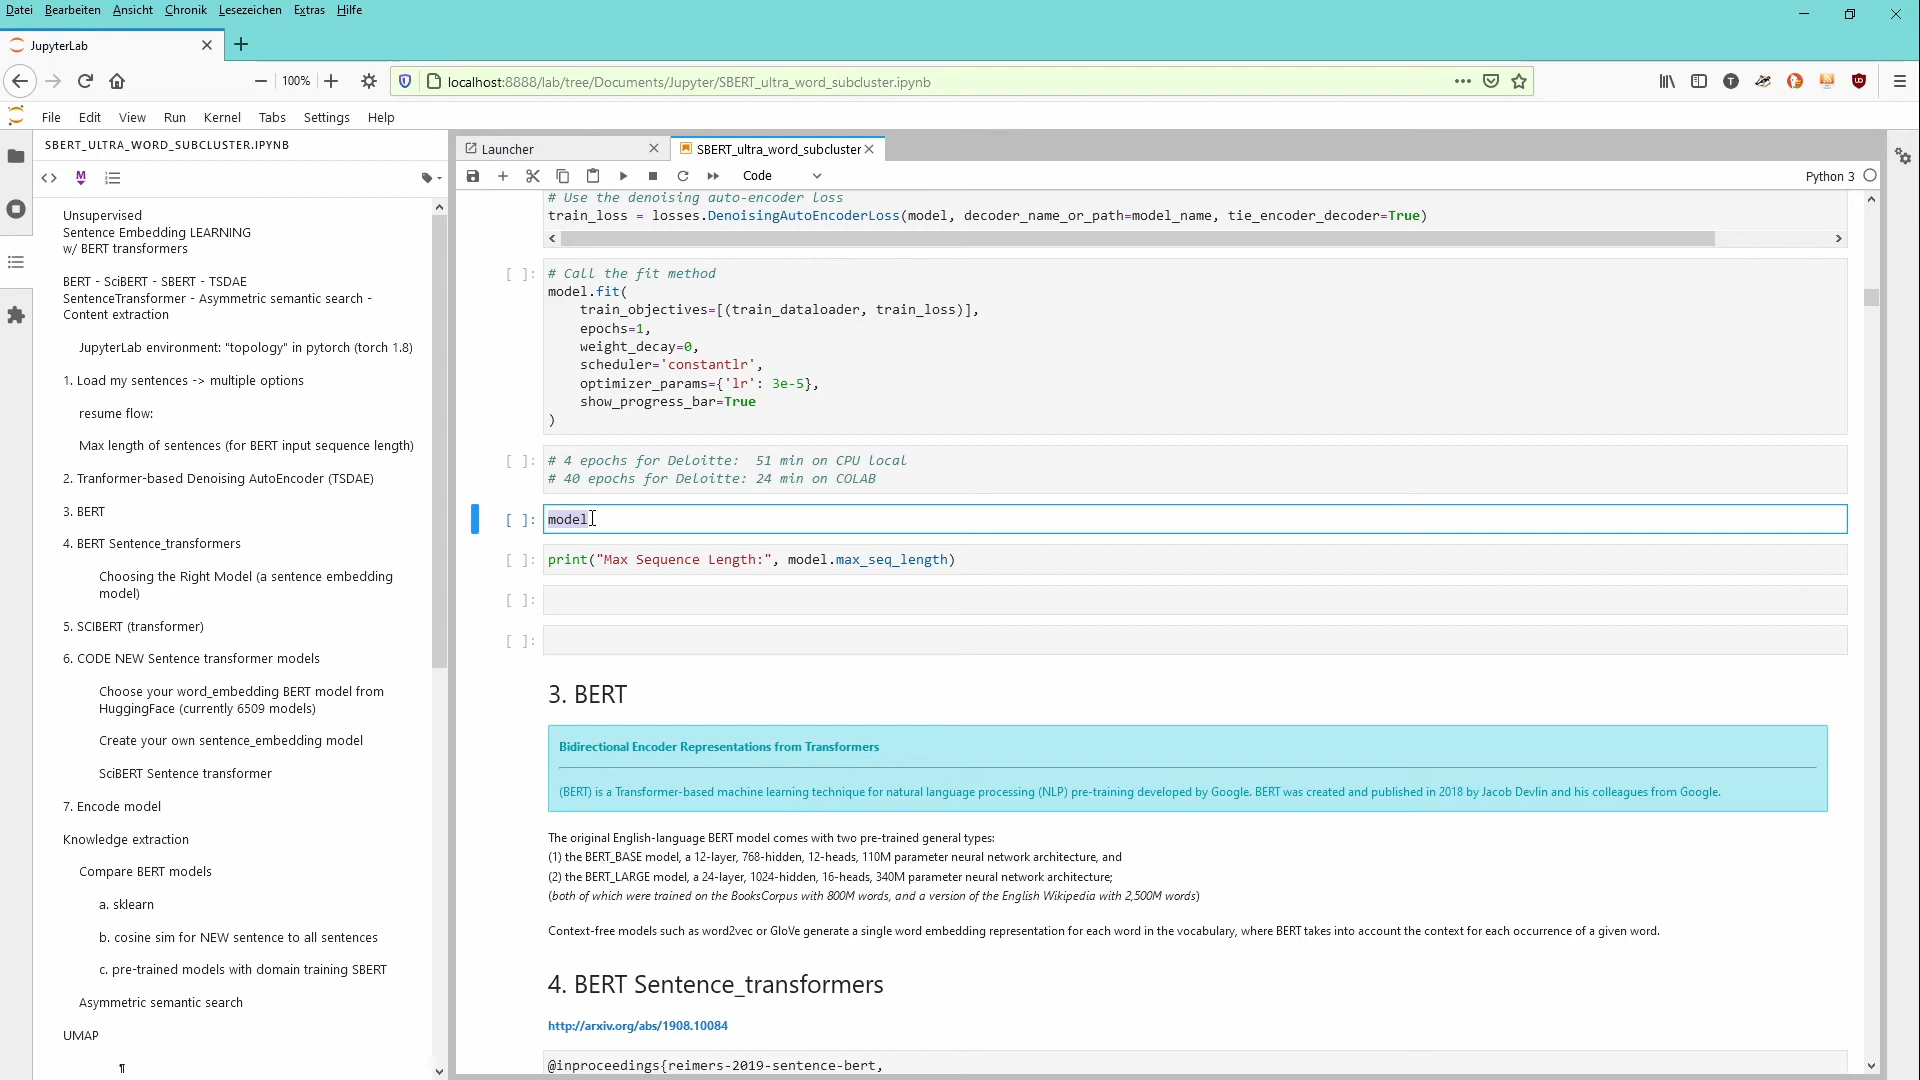 Datei Bearbeiten Ansicht Chronik Lesezeichen Extras Hilfe
JupyterLab
100%
localhost:8888/lab/tree/Documents/Jupyter/SBERT_ultra_word_subcluster.ipynb
File Edit View Run Kernel Tabs Settings Help
SBERT_ULTRA_WORD_SUBCLUSTER.IPYNB
Unsupervised
Sentence Embedding LEARNING
w/ BERT transformers
BERT - SciBERT - SBERT - TSDAE
SentenceTransformer - Asymmetric semantic search -
Content extraction
JupyterLab environment: "topology" in pytorch (torch 1.8)
1. Load my sentences -> multiple options
resume flow:
Max length of sentences (for BERT input sequence length)
2. Tranformer-based Denoising AutoEncoder (TSDAE)
3. BERT
4. BERT Sentence_transformers
Choosing the Right Model (a sentence embedding
model)
5. SCIBERT (transformer)
6. CODE NEW Sentence transformer models
Choose your word_embedding BERT model from
HuggingFace (currently 6509 models)
Create your own sentence_embedding model
SciBERT Sentence transformer
7. Encode model
Knowledge extraction
Compare BERT models
a. sklearn
b. cosine sim for NEW sentence to all sentences
c. pre-trained models with domain training SBERT
Asymmetric semantic search
UMAP
¶
Launcher
SBERT_ultra_word_subcluster
Code
Python 3
# Use the denoising auto-encoder loss
train_loss = losses.DenoisingAutoEncoderLoss(model, decoder_name_or_path=model_name, tie_encoder_decoder=True)
[ ]: # Call the fit method
model.fit(
train_objectives=[(train_dataloader, train_loss)],
epochs=1,
weight_decay=0,
scheduler='constantlr',
optimizer_params={'lr': 3e-5},
show_progress_bar=True
)
[ ]: # 4 epochs for Deloitte:  51 min on CPU local
# 40 epochs for Deloitte: 24 min on COLAB
[ ]: model
[ ]: print("Max Sequence Length:", model.max_seq_length)
[ ]:
[ ]:
3. BERT
Bidirectional Encoder Representations from Transformers
(BERT) is a Transformer-based machine learning technique for natural language processing (NLP) pre-training developed by Google. BERT was created and published in 2018 by Jacob Devlin and his colleagues from Google.
The original English-language BERT model comes with two pre-trained general types:
(1) the BERT_BASE model, a 12-layer, 768-hidden, 12-heads, 110M parameter neural network architecture, and
(2) the BERT_LARGE model, a 24-layer, 1024-hidden, 16-heads, 340M parameter neural network architecture;
(both of which were trained on the BooksCorpus with 800M words, and a version of the English Wikipedia with 2,500M words)
Context-free models such as word2vec or GloVe generate a single word embedding representation for each word in the vocabulary, where BERT takes into account the context for each occurrence of a given word.
4. BERT Sentence_transformers
http://arxiv.org/abs/1908.10084
@inproceedings{reimers-2019-sentence-bert,